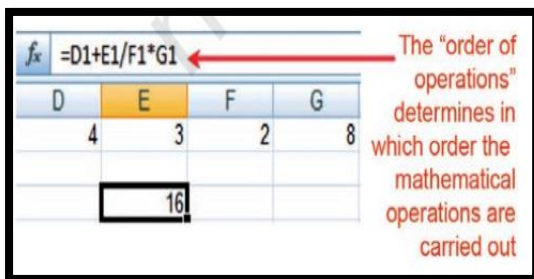 fx =D1+E1/F1*G1
The "order of
operations"
determines in
which order the
mathematical
operations are
carried out
D E F G
4 3 2 8
16